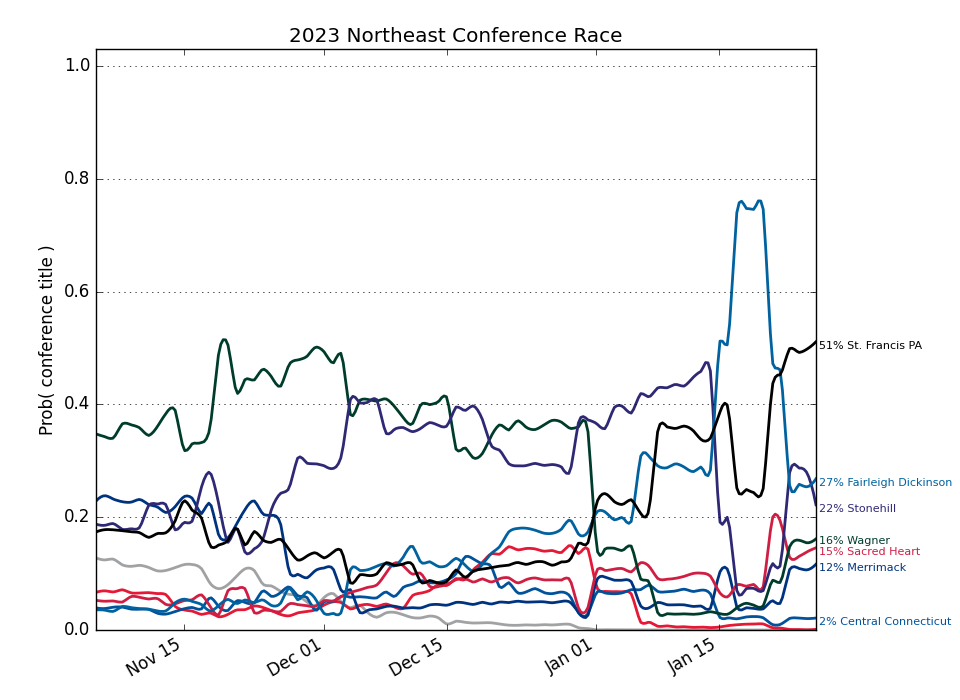 2023 Northeast Conference Race
Prob( conference title )
1.0
0.8
0.6
0.4
0.2
0.0
Nov 15
Dec 01
Dec 15
Jan 01
Jan 15
51% St. Francis PA
27% Fairleigh Dickinson
22% Stonehill
16% Wagner
15% Sacred Heart
12% Merrimack
2% Central Connecticut